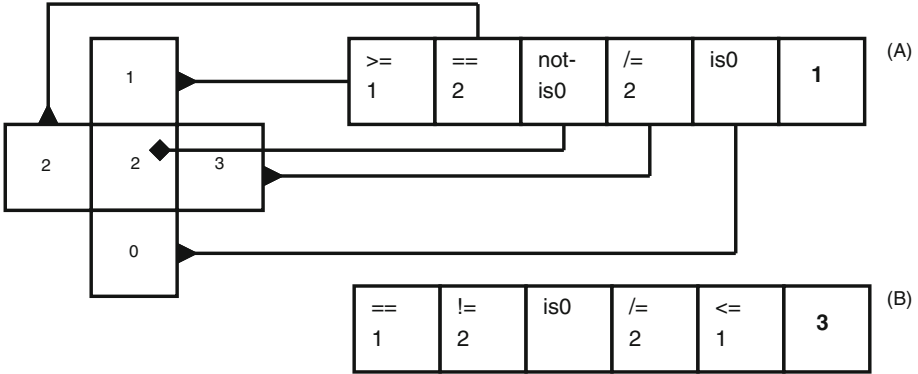 >= == not- /= is0 1 (A)
1 2 is0 2
1
2 2 3
0
== != is0 /= <= 3 (B)
1 2 2 1